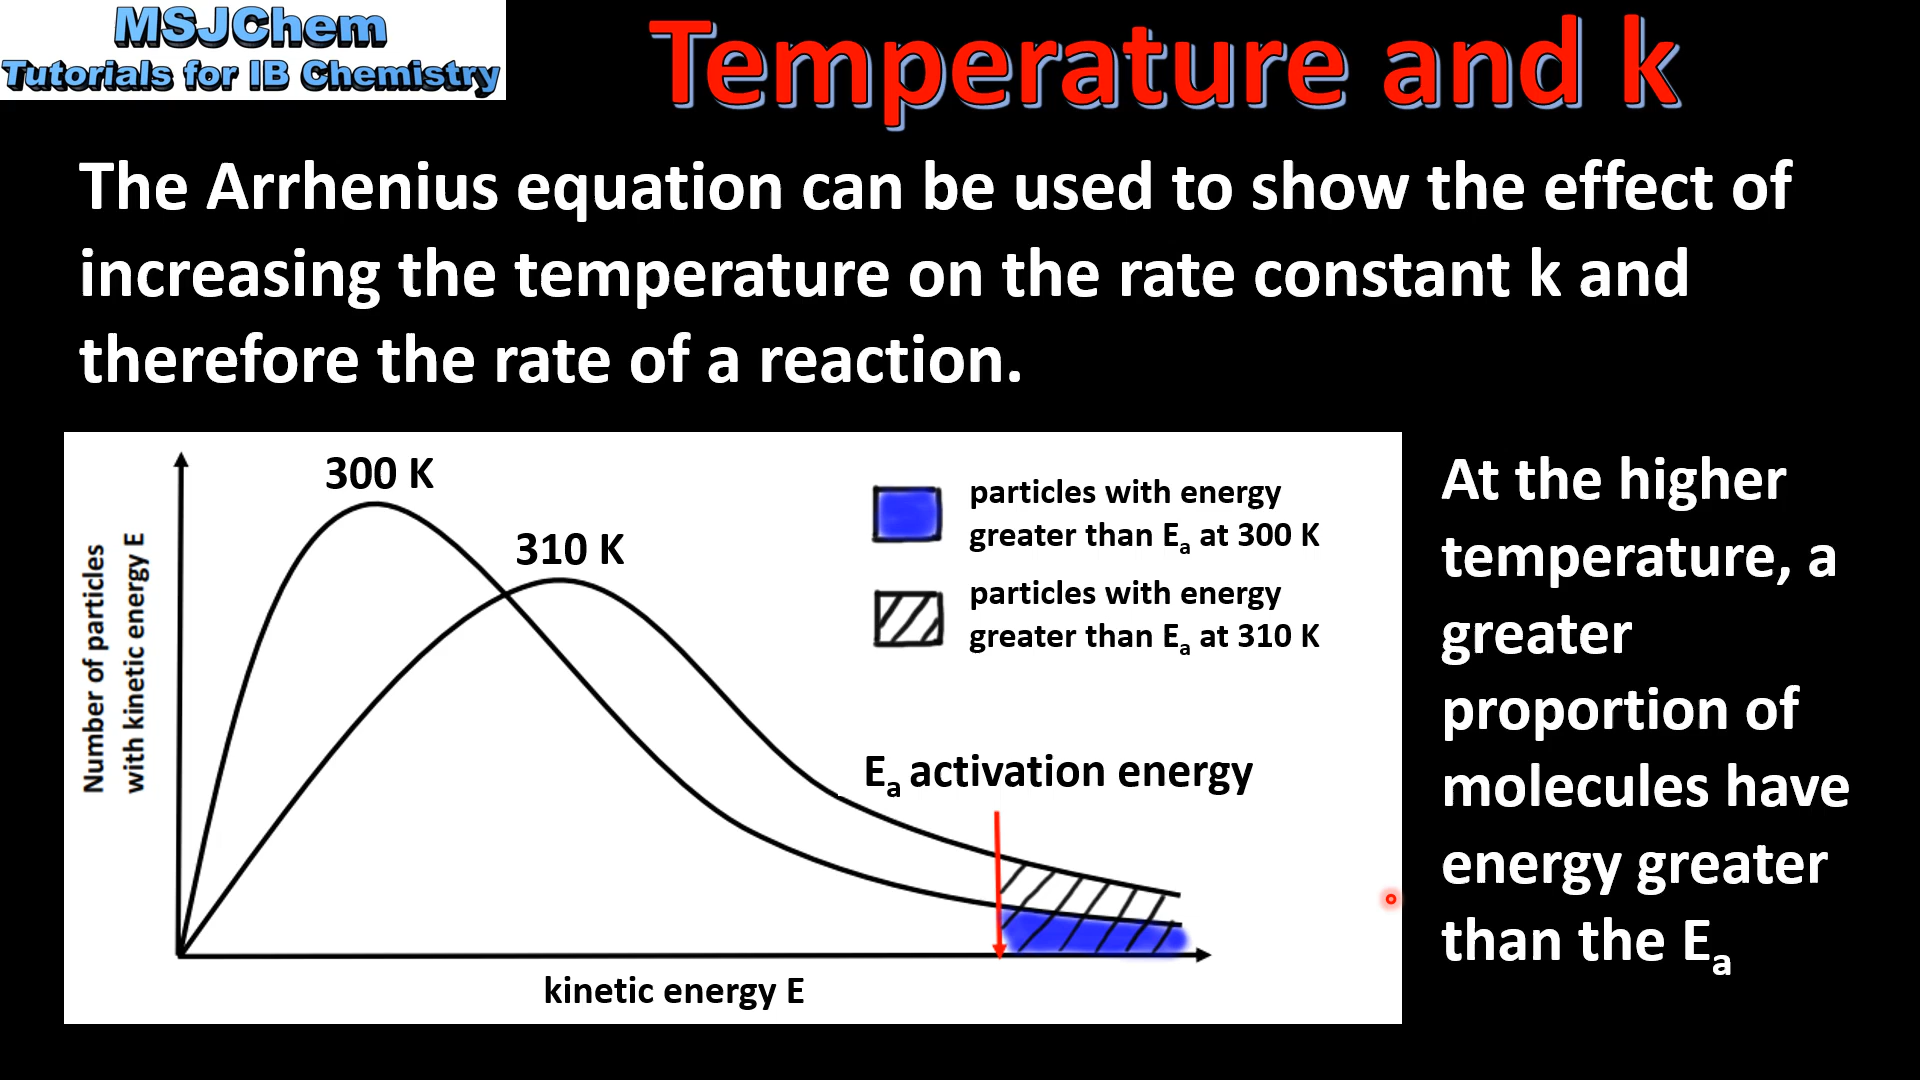 MSJChem
Tutorials for IB Chemistry
Temperature and k
The Arrhenius equation can be used to show the effect of
increasing the temperature on the rate constant k and
therefore the rate of a reaction.
Number of particles
with kinetic energy E
300 K
310 K
particles with energy
greater than Ea at 300 K
particles with energy
greater than Ea at 310 K
Ea activation energy
kinetic energy E
At the higher
temperature, a
greater
proportion of
molecules have
energy greater
than the Ea